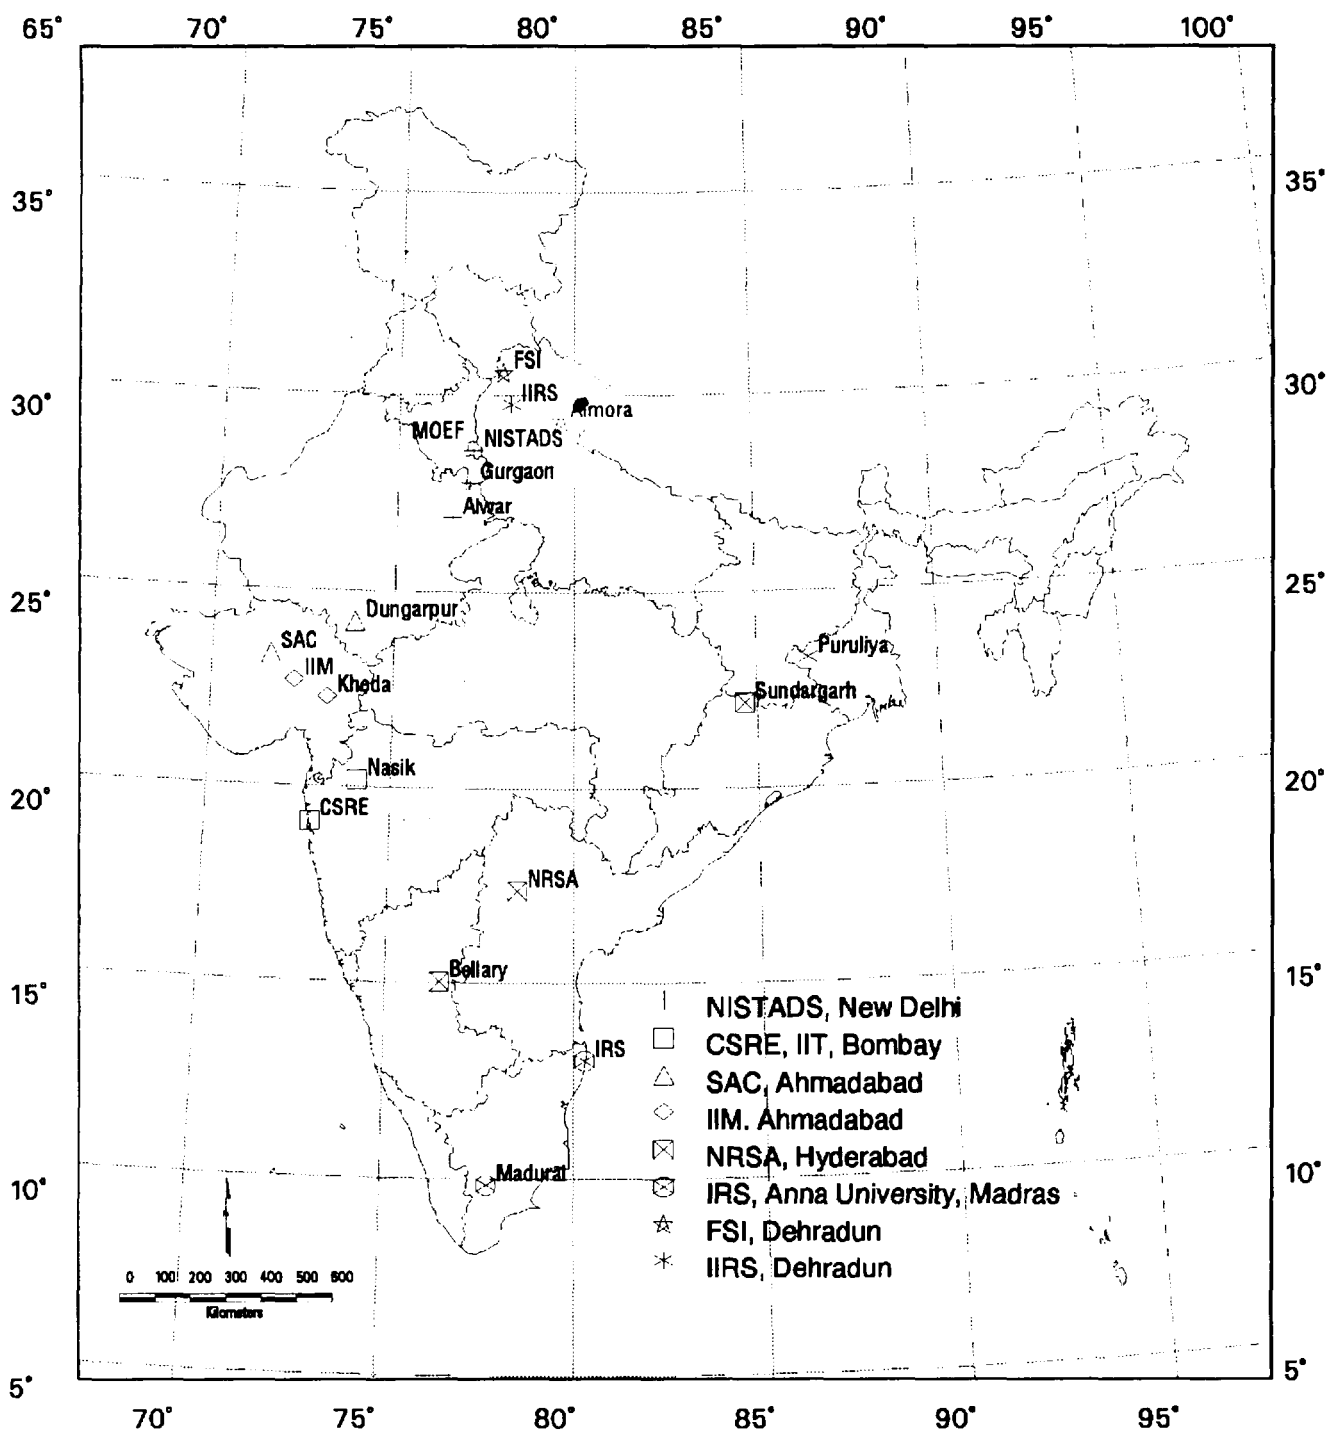 65° 70° 75° 80° 85° 90° 95° 100°
35° 35°
FSI
30° 30°
IIRS
Almora
MOEF NISTADS
Gurgaon
Alwar
25° 25°
Dungarpur
SAC
IIM
Kheda
Puruliya
Sundargarh
Nasik
20° 20°
CSRE
NRSA
Bellary
15° 15°
NISTADS, New Delhi
CSRE, IIT, Bombay
IRS
SAC, Ahmadabad
IIM. Ahmadabad
NRSA, Hyderabad
Madurai
10° 10°
IRS, Anna University, Madras
FSI, Dehradun
IIRS, Dehradun
0 100 200 300 400 500 600
Kilometers
5° 5°
70° 75° 80° 85° 90° 95°